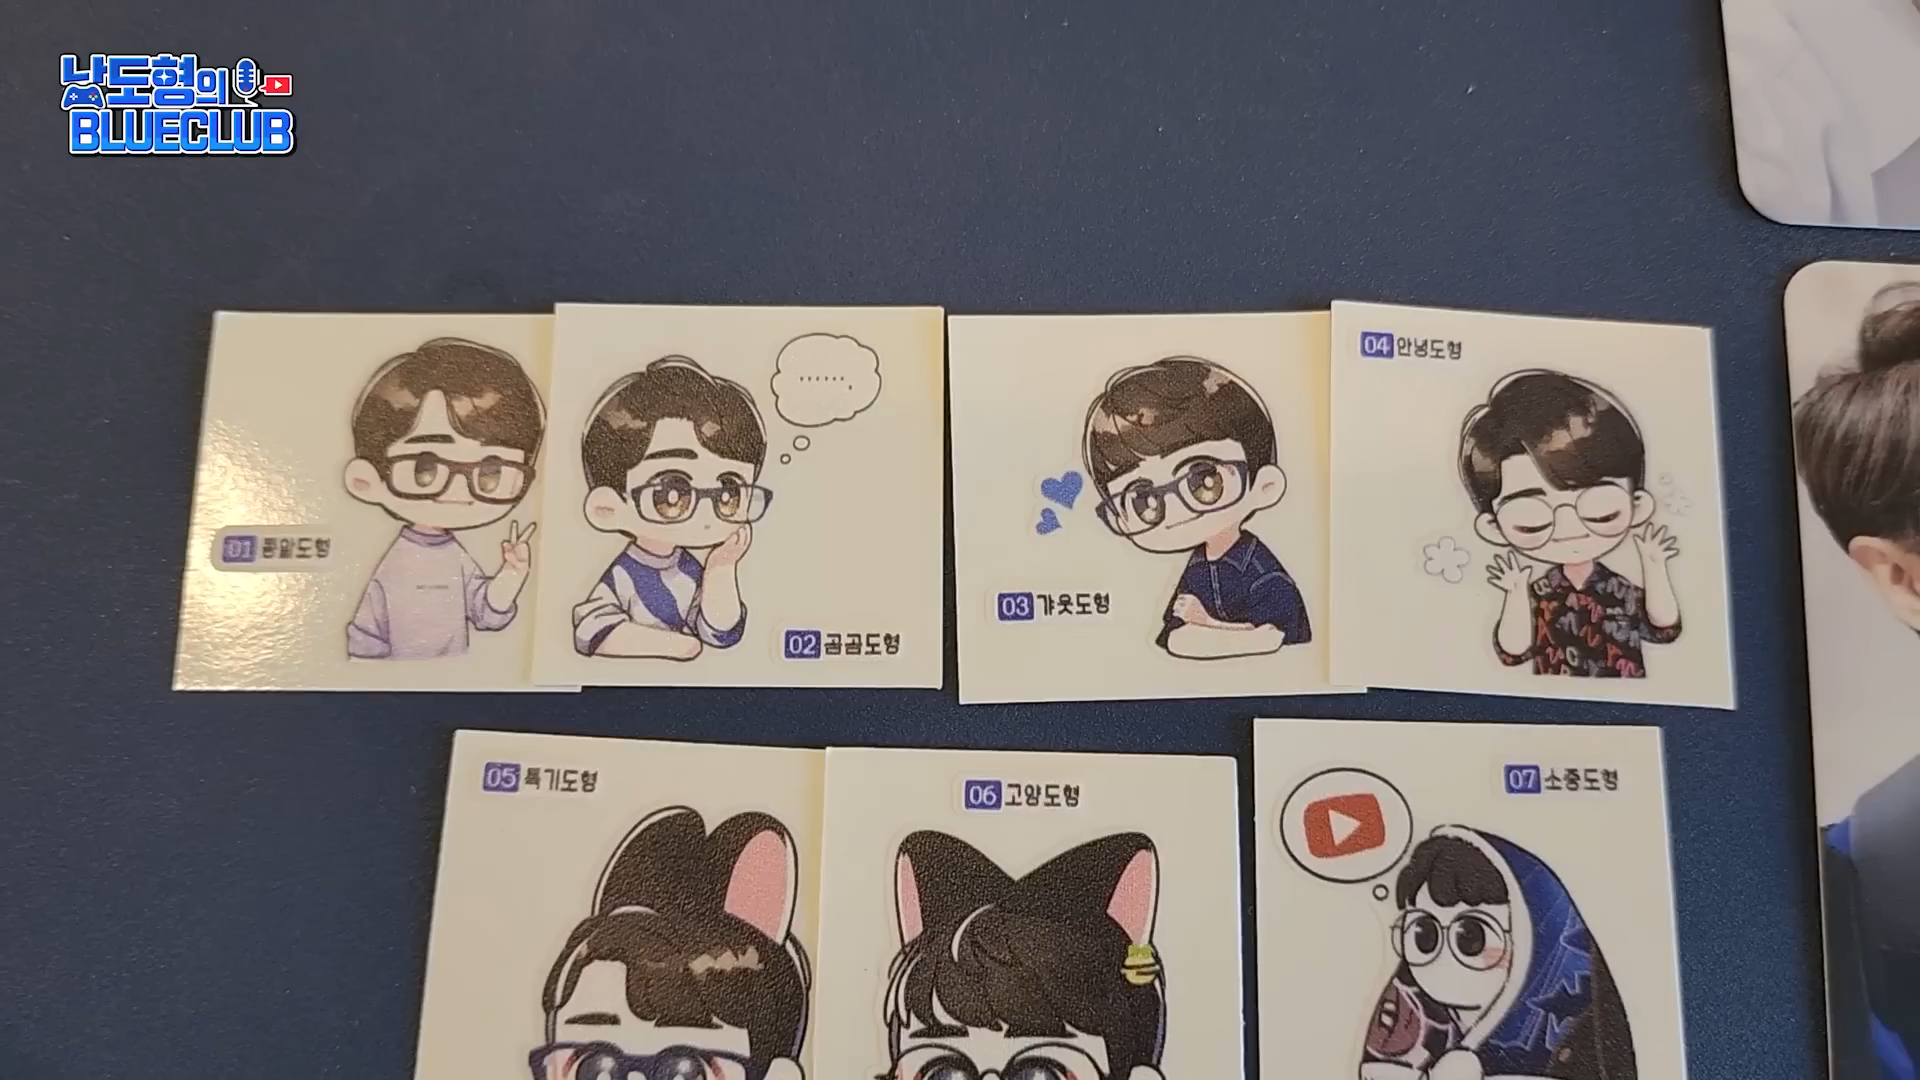 남도형의
BLUECLUB
01 동맡도형
......,
02 곰곰도형
03 갸웃도형
04 안녕도형
05 톡기도형
06 고양도형
07 소중도형